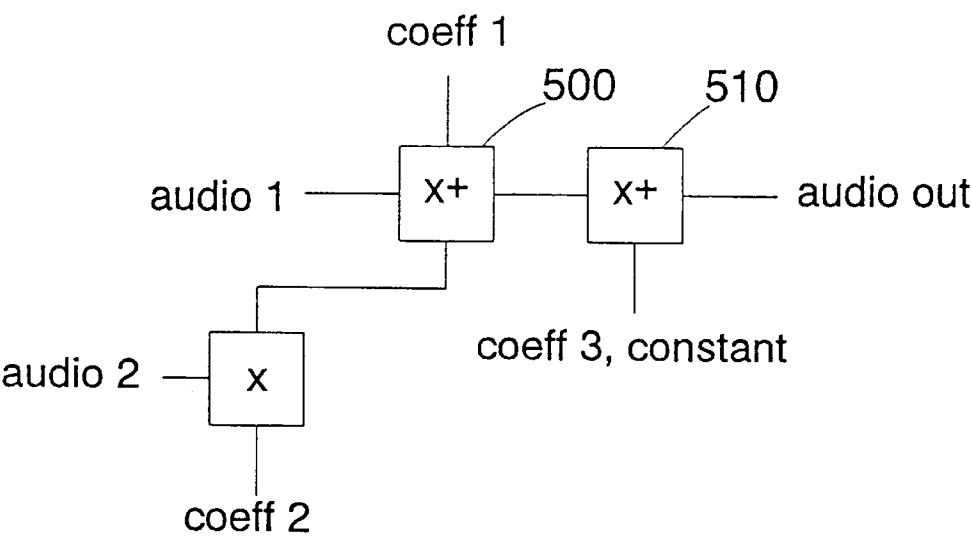 coeff 1
500
510
audio 1
x+
x+
audio out
coeff 3, constant
audio 2
x
coeff 2